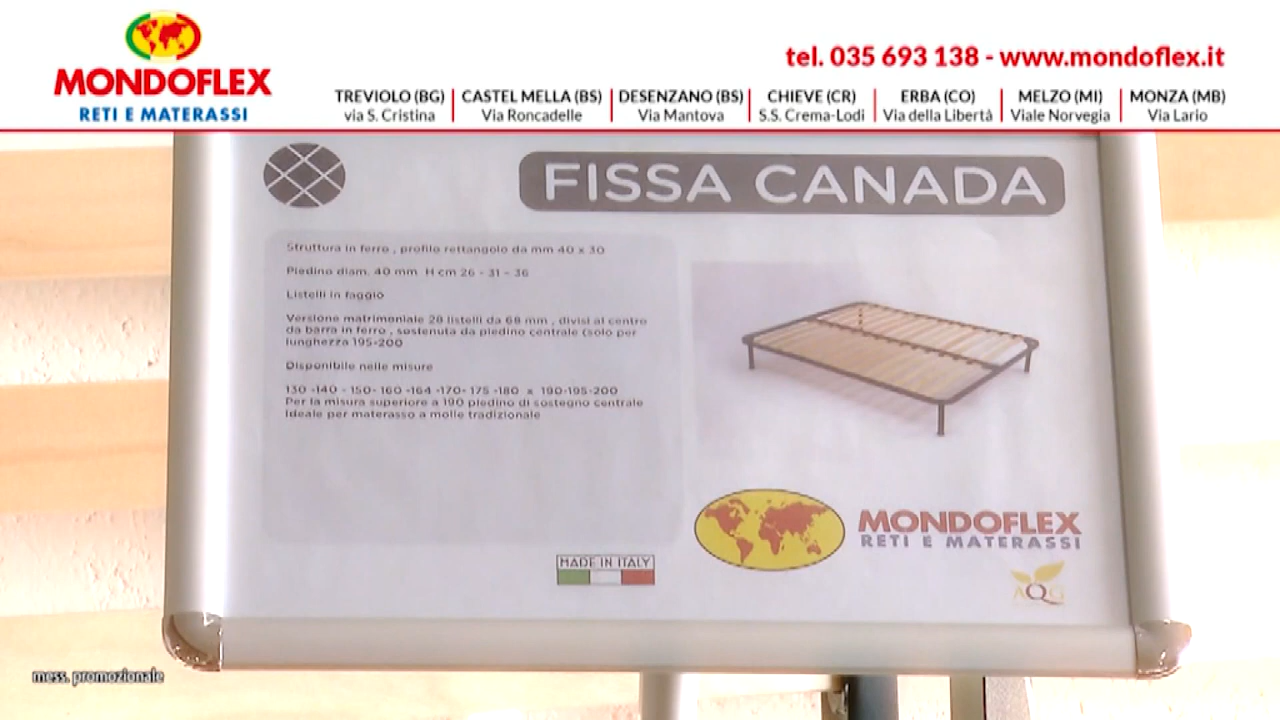 MONDOFLEX
RETI E MATERASSI
tel. 035 693 138 - www.mondoflex.it
TREVIOLO (BG)
via S. Cristina
CASTEL MELLA (BS)
Via Roncadelle
DESENZANO (BS)
Via Mantova
CHIEVE (CR)
S.S. Crema-Lodi
ERBA (CO)
Via della Libertà
MELZO (MI)
Viale Norvegia
MONZA (MB)
Via Lario
FISSA CANADA
Struttura in ferro , profilo rettangolo da mm 40 x 30
Piedino diam. 40 mm H cm 26 - 31 - 36
Listelli in faggio
Versione matrimoniale 28 listelli da 68 mm , divisi al centro
da barra in ferro , sostenuta da piedino centrale (solo per
lunghezza 195-200
Disponibile nelle misure
130 -140 - 150- 160 -164 -170- 175 -180 x 190-195-200
Per la misura superiore a 190 piedino di sostegno centrale
Ideale per materasso a molle tradizionale
MONDOFLEX
RETI E MATERASSI
MADE IN ITALY
AQG
mess. promozionale